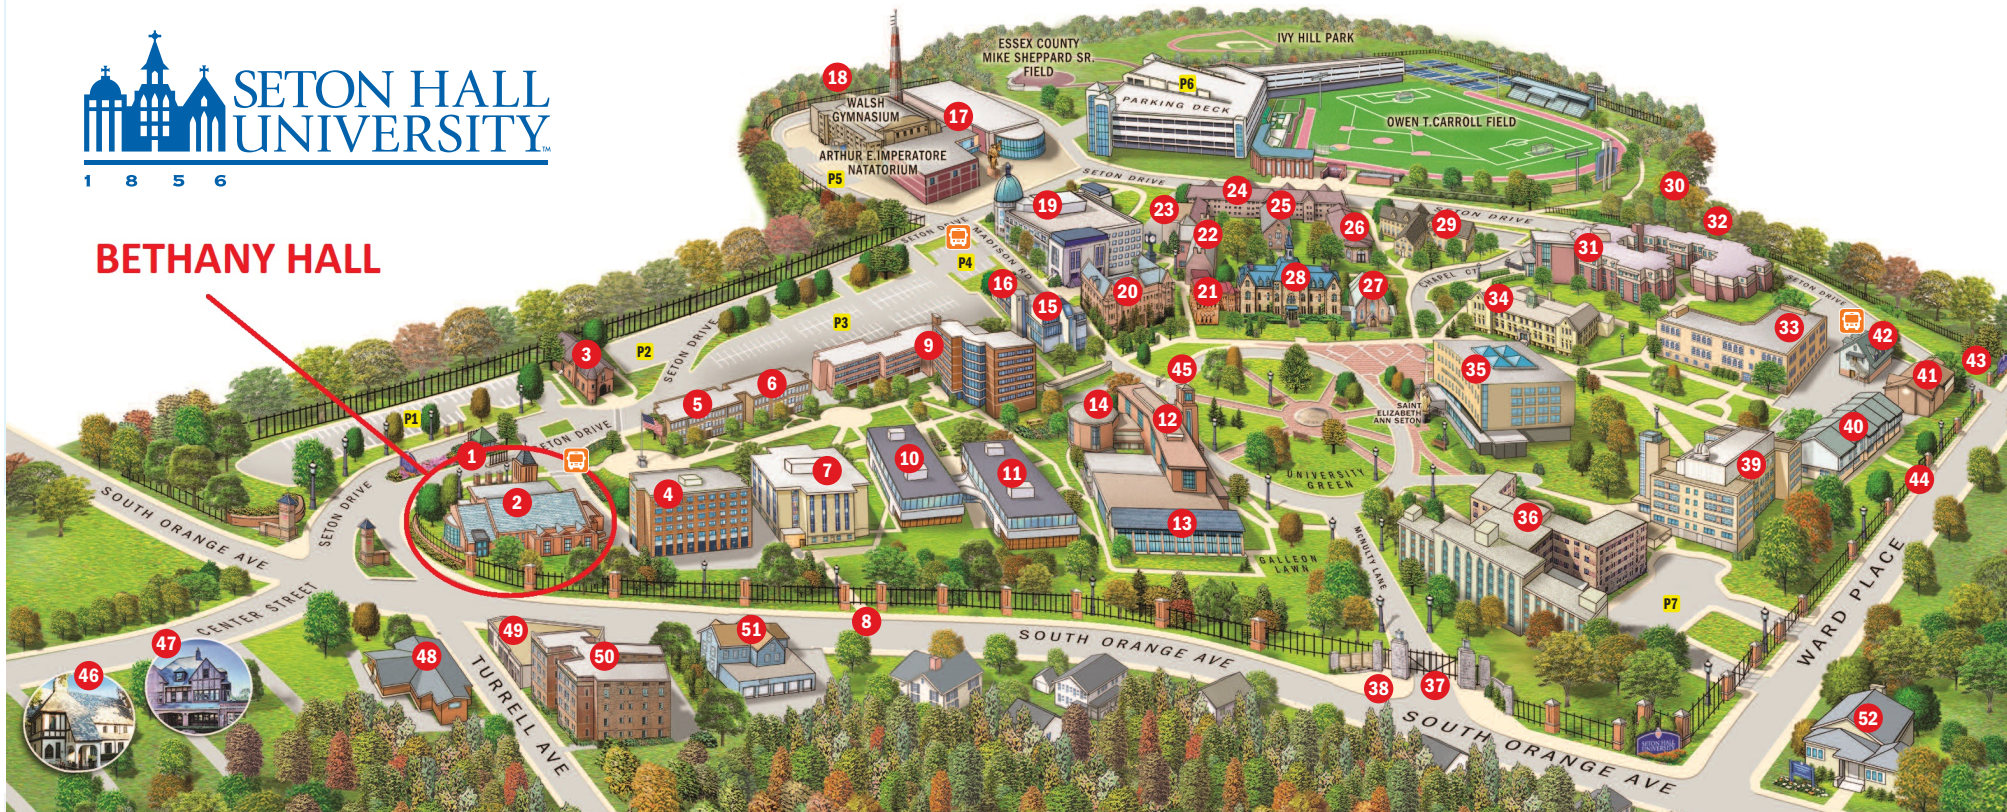 SETON HALL
UNIVERSITY™
1 8 5 6
BETHANY HALL
ESSEX COUNTY
MIKE SHEPPARD SR.
FIELD
IVY HILL PARK
18
WALSH
GYMNASIUM
17
P6
PARKING DECK
OWEN T. CARROLL FIELD
ARTHUR E. IMPERATORE
NATATORIUM
P5
SETON DRIVE
30
24
25
23
19
22
26
29
SETON DRIVE
32
31
SETON DRIVE
MADISON RD
P4
16
15
20
21
28
27
CHAPEL CT
34
33
SETON DRIVE
42
43
P3
SETON DRIVE
P2
3
9
6
5
45
14
12
35
SAINT
ELIZABETH
ANN SETON
41
40
P1
SETON DRIVE
1
2
4
7
10
11
13
UNIVERSITY
GREEN
39
44
36
SOUTH ORANGE AVE
SETON DRIVE
GALLEON
LAWN
McNULTY LANE
P7
WARD PLACE
CENTER STREET
47
46
48
49
50
51
8
SOUTH ORANGE AVE
38
37
TURRELL AVE
SOUTH ORANGE AVE
SETON HALL
UNIVERSITY
52